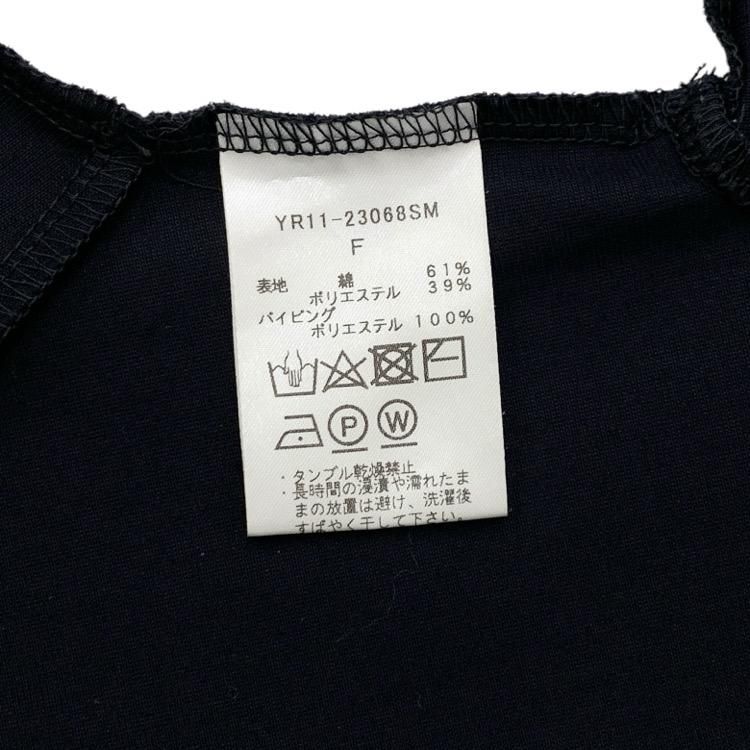 YR11-23068SM
F
表地 綿 61%
ポリエステル 39%
パイピング
ポリエステル 100%
P W
・タンブル乾燥禁止
・長時間の浸漬や濡れたま
まの放置は避け、洗濯後
すばやく干して下さい。